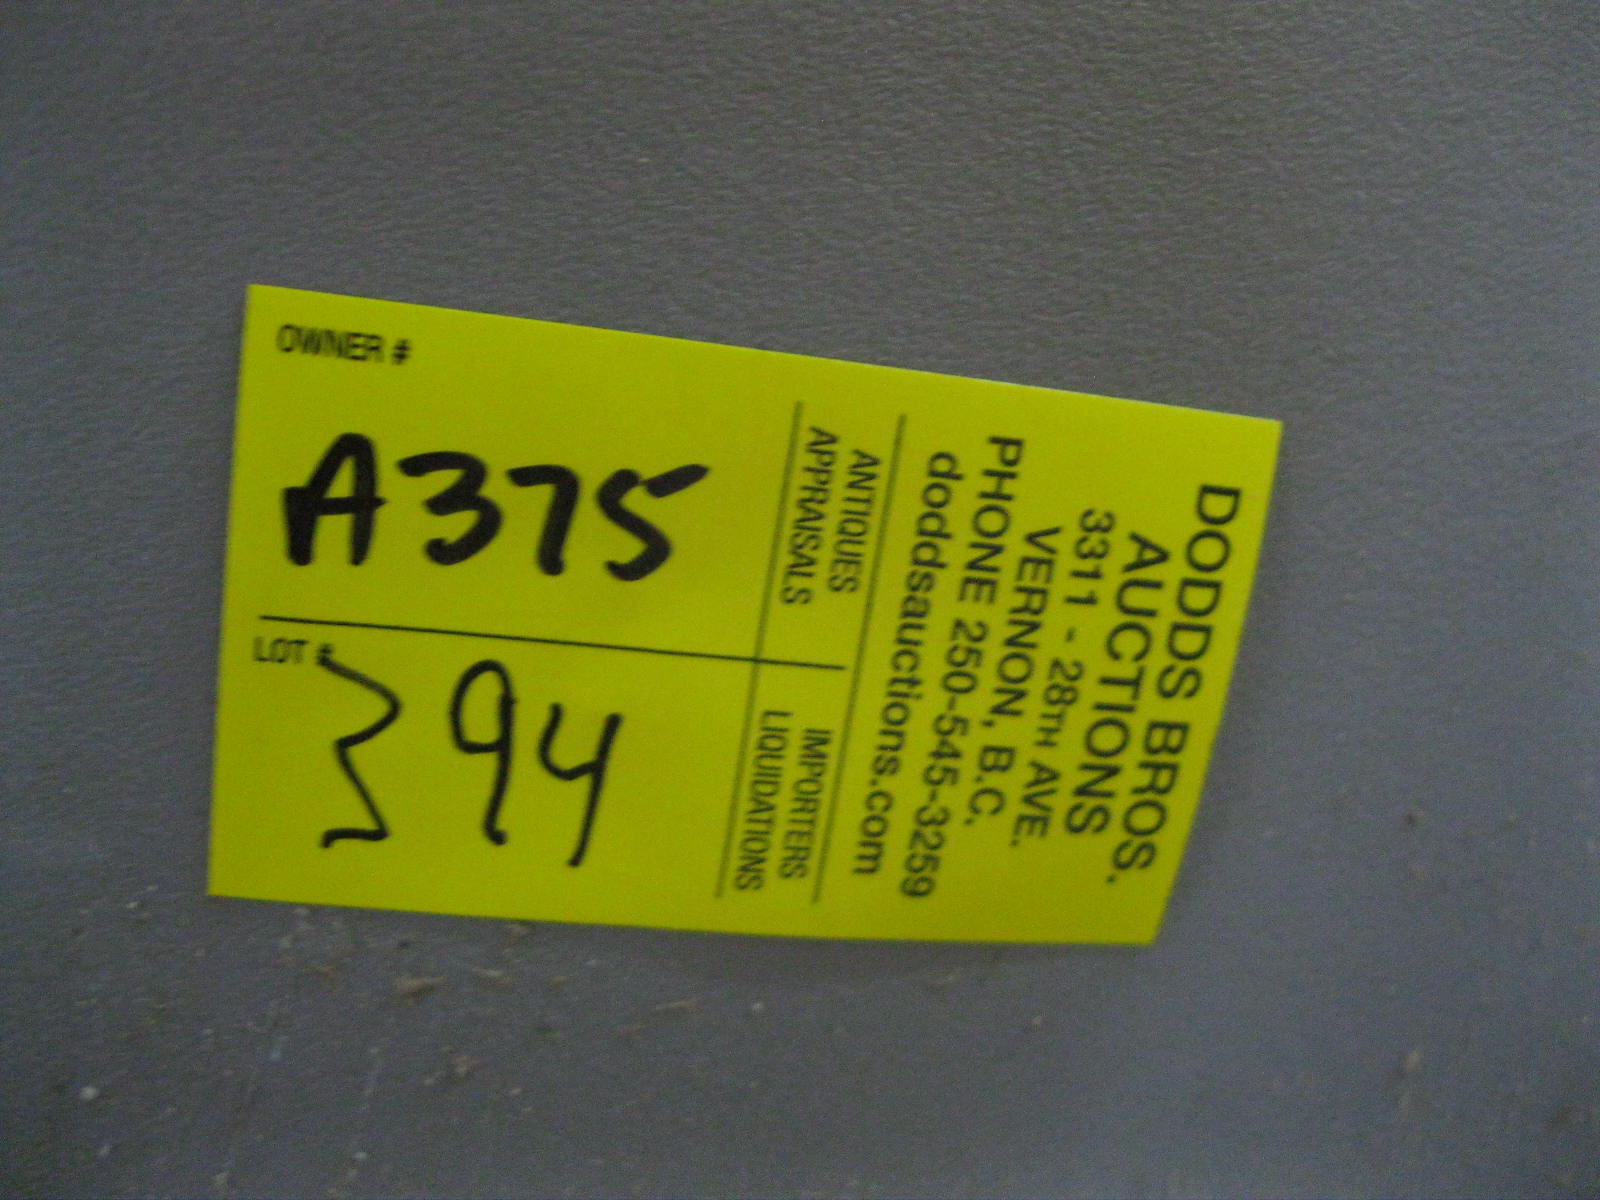 OWNER #
A375
LOT #
394
DODDS BROS.
AUCTIONS
3311 - 28TH AVE.
VERNON, B.C.
PHONE 250-545-3259
doddsauctions.com
ANTIQUES IMPORTERS
APPRAISALS LIQUIDATIONS